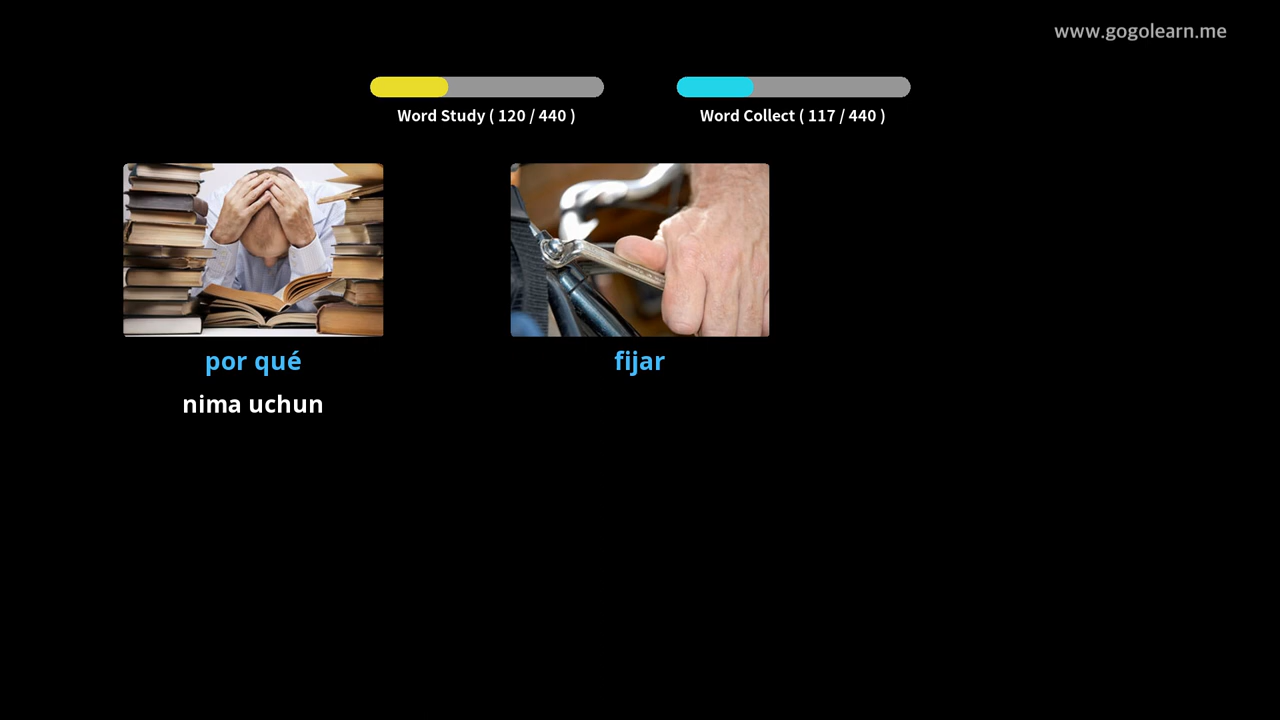 www.gogolearn.me
Word Study ( 120 / 440 )
Word Collect ( 117 / 440 )
por qué
fijar
nima uchun